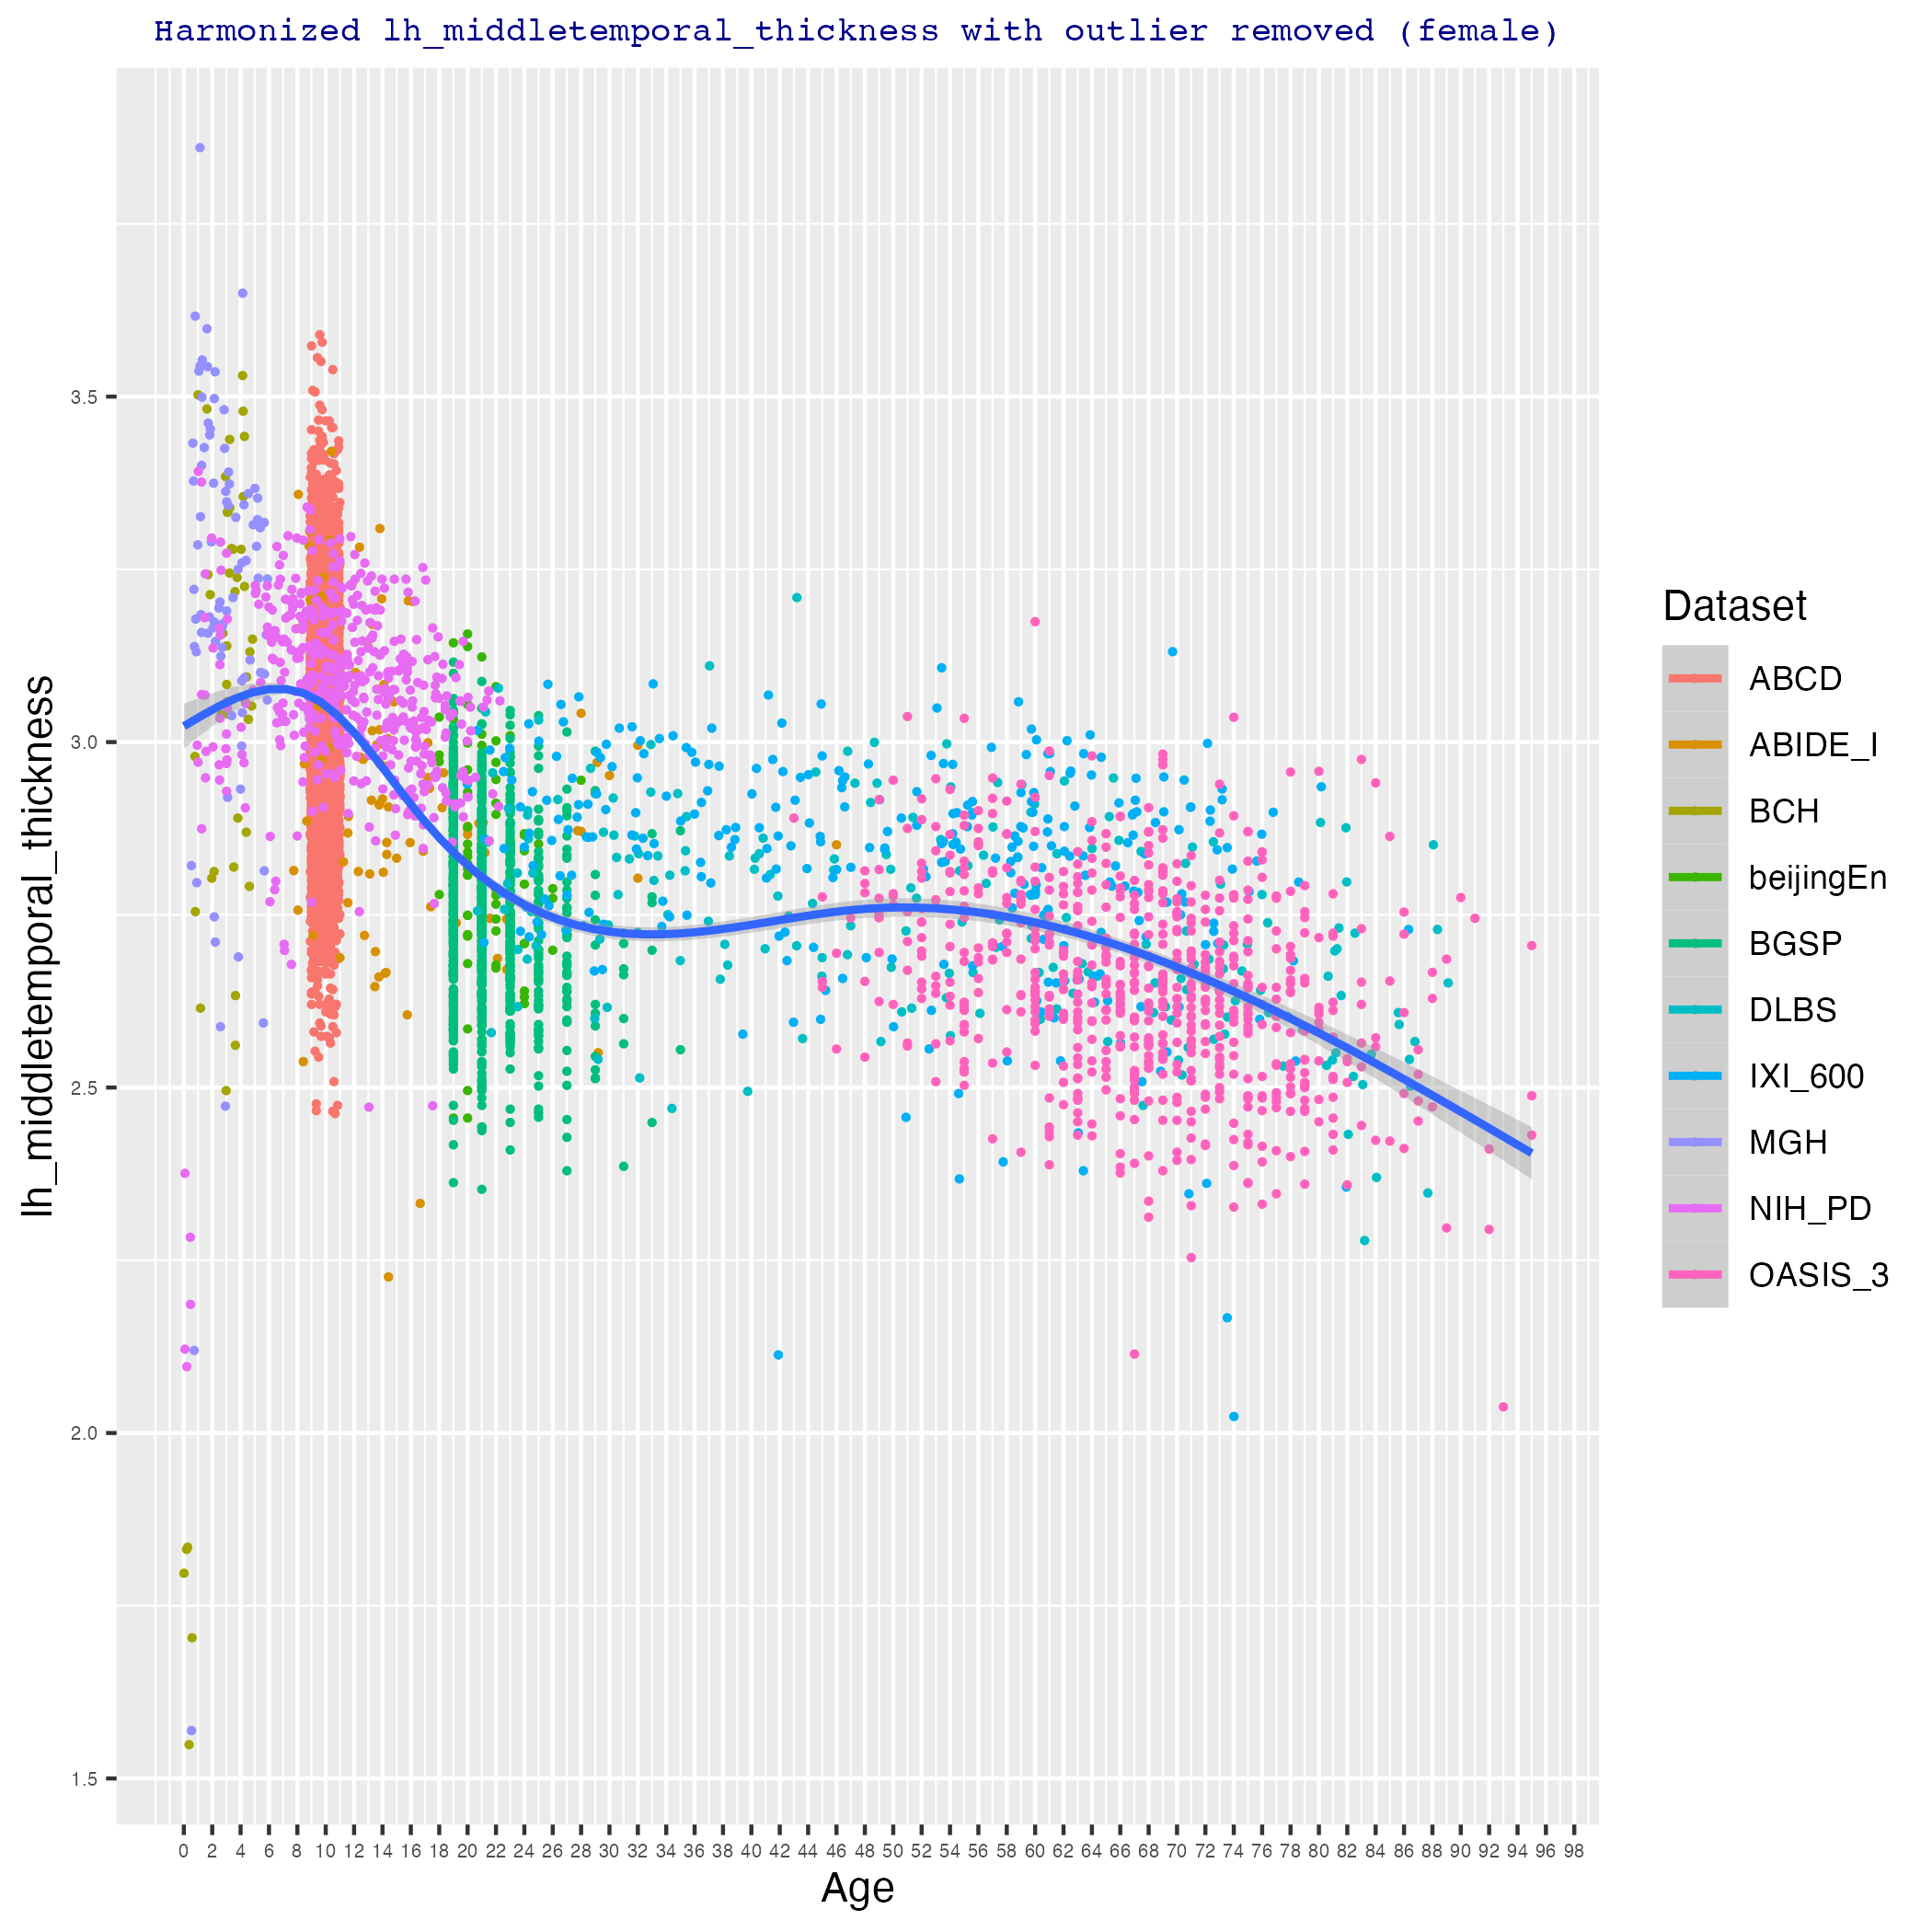 Harmonized lh_middletemporal_thickness with outlier removed (female)
lh_middletemporal_thickness
3.5
3.0
2.5
2.0
1.5
0 2 4 6 8 10 12 14 16 18 20 22 24 26 28 30 32 34 36 38 40 42 44 46 48 50 52 54 56 58 60 62 64 66 68 70 72 74 76 78 80 82 84 86 88 90 92 94 96 98
Age
Dataset
ABCD
ABIDE_I
BCH
beijingEn
BGSP
DLBS
IXI_600
MGH
NIH_PD
OASIS_3